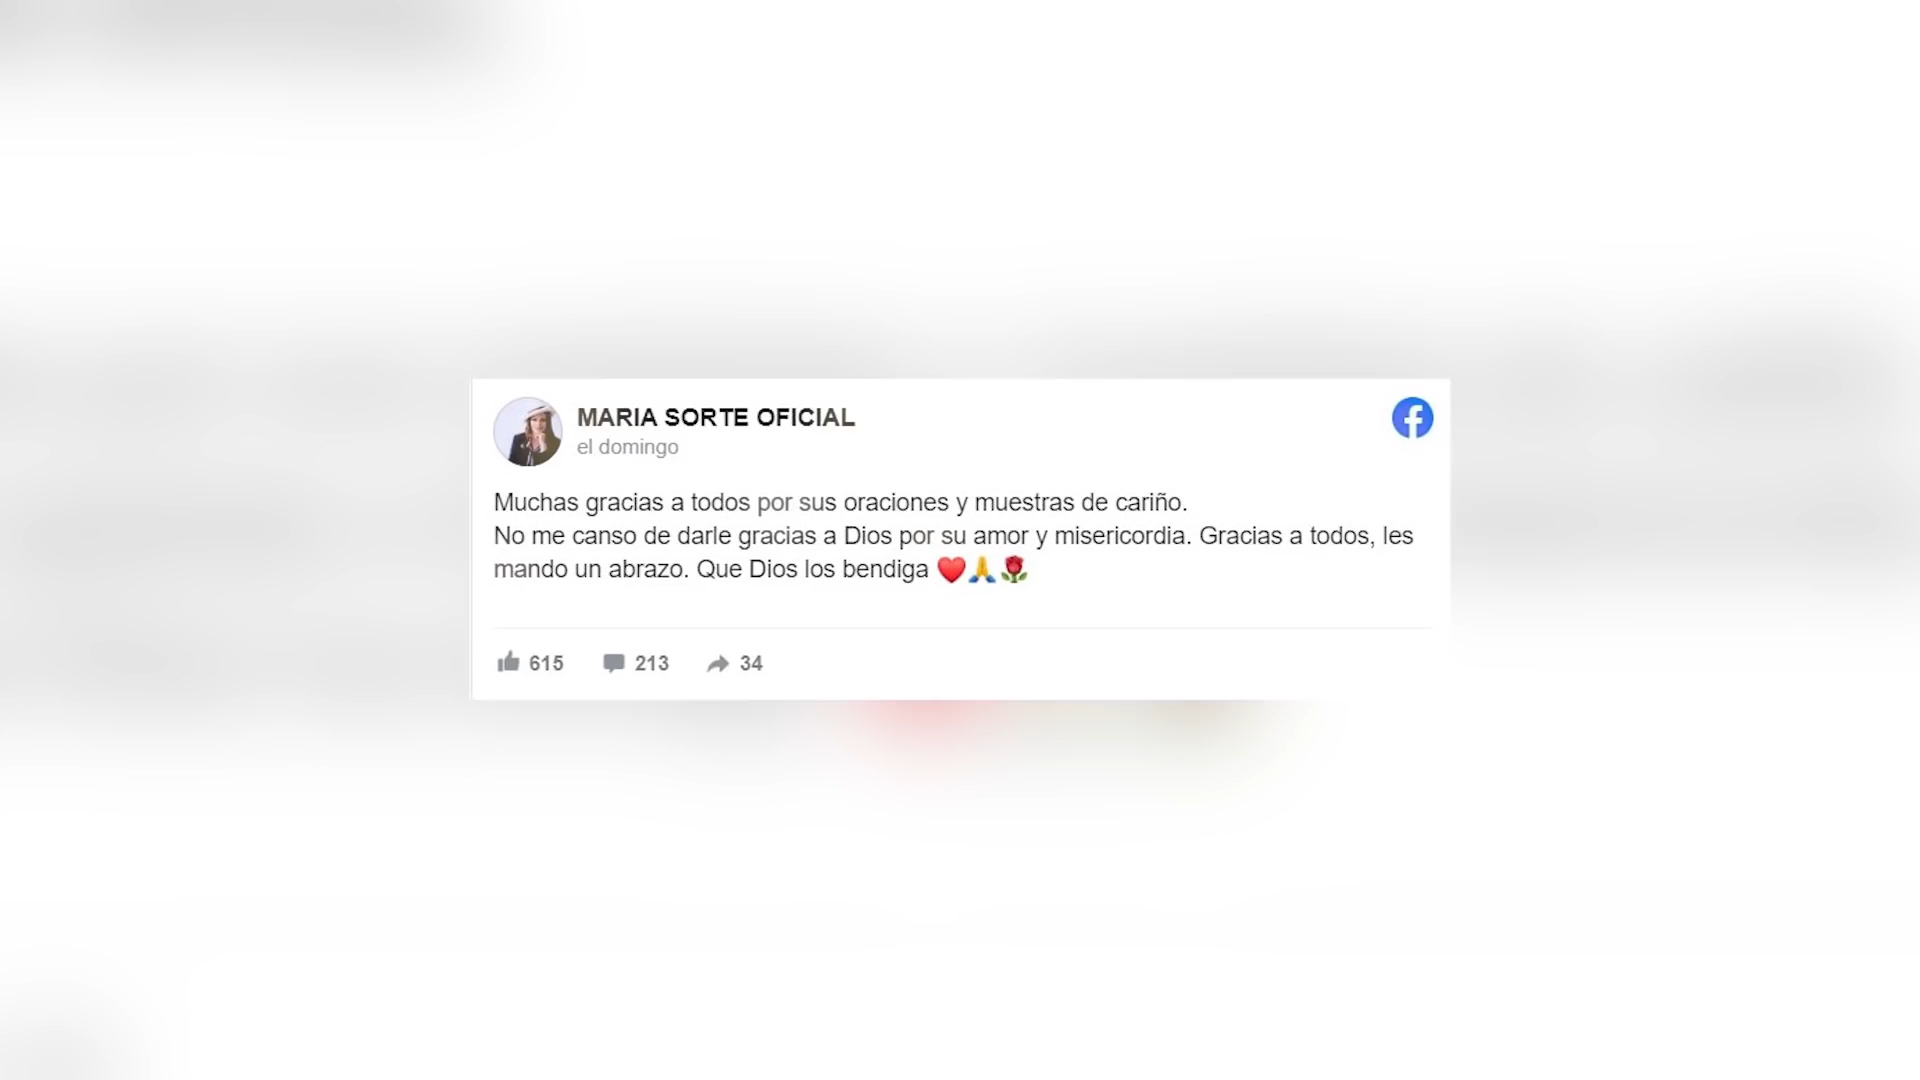 MARIA SORTE OFICIAL
el domingo
Muchas gracias a todos por sus oraciones y muestras de cariño.
No me canso de darle gracias a Dios por su amor y misericordia. Gracias a todos, les
mando un abrazo. Que Dios los bendiga ❤️🙏🌹
615 213 34